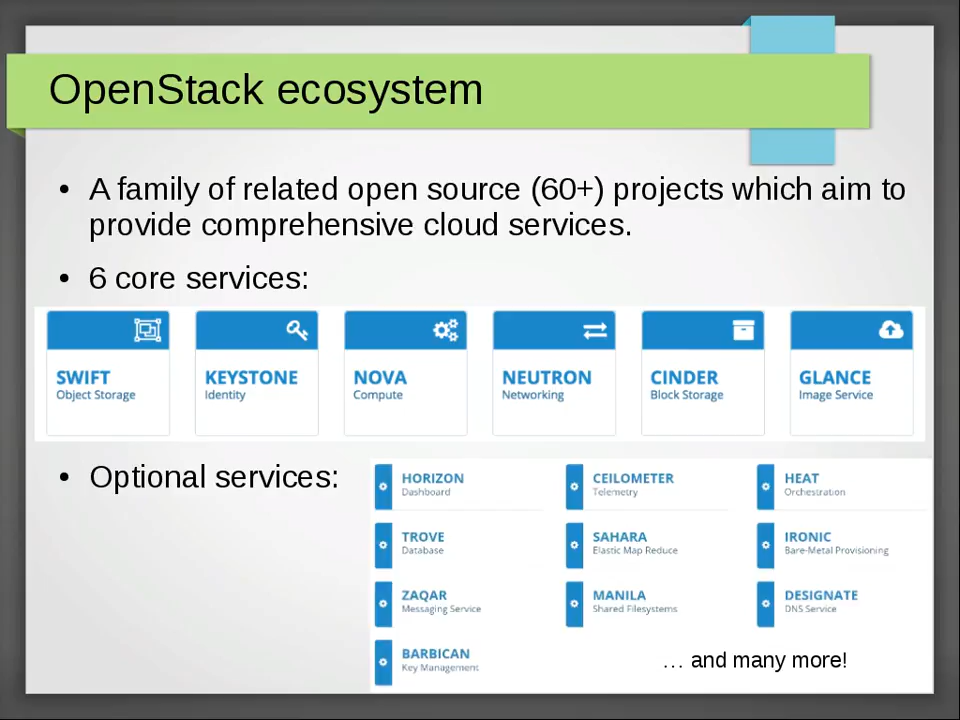 OpenStack ecosystem
• A family of related open source (60+) projects which aim to
provide comprehensive cloud services.
• 6 core services:
SWIFT
Object Storage
KEYSTONE
Identity
NOVA
Compute
NEUTRON
Networking
CINDER
Block Storage
GLANCE
Image Service
• Optional services:
HORIZON
Dashboard
CEILOMETER
Telemetry
HEAT
Orchestration
TROVE
Database
SAHARA
Elastic Map Reduce
IRONIC
Bare-Metal Provisioning
ZAQAR
Messaging Service
MANILA
Shared Filesystems
DESIGNATE
DNS Service
BARBICAN
Key Management
… and many more!